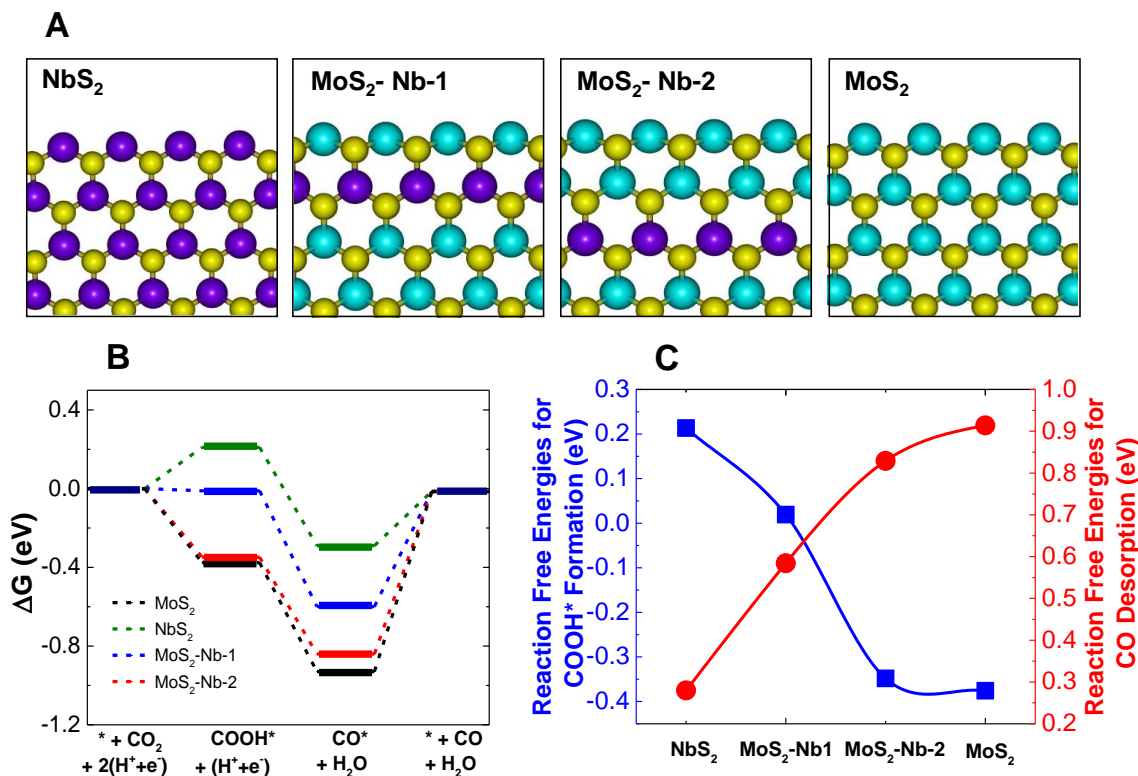 A
NbS₂
MoS₂- Nb-1
MoS₂- Nb-2
MoS₂
B
0.4
0.0
-0.4
-0.8
-1.2
ΔG (eV)
MoS₂
NbS₂
MoS₂-Nb-1
MoS₂-Nb-2
* + CO₂
+ 2(H⁺+e⁻)
COOH*
+ (H⁺+e⁻)
CO*
+ H₂O
* + CO
+ H₂O
C
Reaction Free Energies for
COOH* Formation (eV)
0.3
0.2
0.1
0.0
-0.1
-0.2
-0.3
-0.4
1.0
0.9
0.8
0.7
0.6
0.5
0.4
0.3
0.2
Reaction Free Energies for
CO Desorption (eV)
NbS₂
MoS₂-Nb1
MoS₂-Nb-2
MoS₂